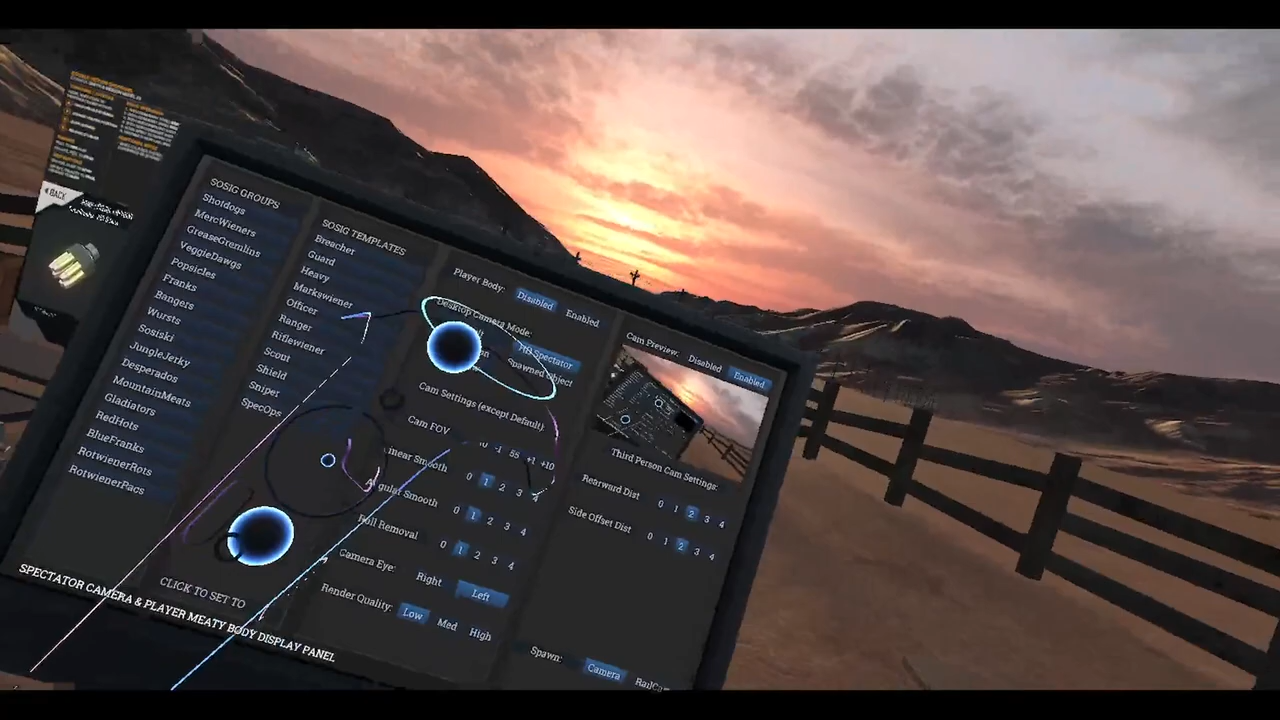 BACK
SOSIG GROUPS
Shotdogs
MercWieners
GreaseGremlins
VeggieDawgs
Popsicles
Franks
Bangers
Wursts
Sosiski
JungleJerky
Desperados
MountainMeats
Gladiators
RedHots
BlueFranks
RotwienerRots
RotwienerPacs
CLICK TO SET TO
SOSIG TEMPLATES
Breacher
Guard
Heavy
Markswiener
Officer
Ranger
Riflewiener
Scout
Shield
Sniper
SpecOps
Player Body: Disabled Enabled
Desktop Camera Mode:
HQ Spectator
Spawned Object
Cam Settings (except Default):
Cam FOV -1 55 +1 +10
Linear Smooth 0 1 2 3 4
Angular Smooth 0 1 2 3 4
Roll Removal 0 1 2 3 4
Camera Eye: Right Left
Render Quality: Low Med High
Cam Preview: Disabled Enabled
Third Person Cam Settings:
Rearward Dist 0 1 2 3 4
Side Offset Dist 0 1 2 3 4
Spawn: Camera
SPECTATOR CAMERA & PLAYER MEATY BODY DISPLAY PANEL